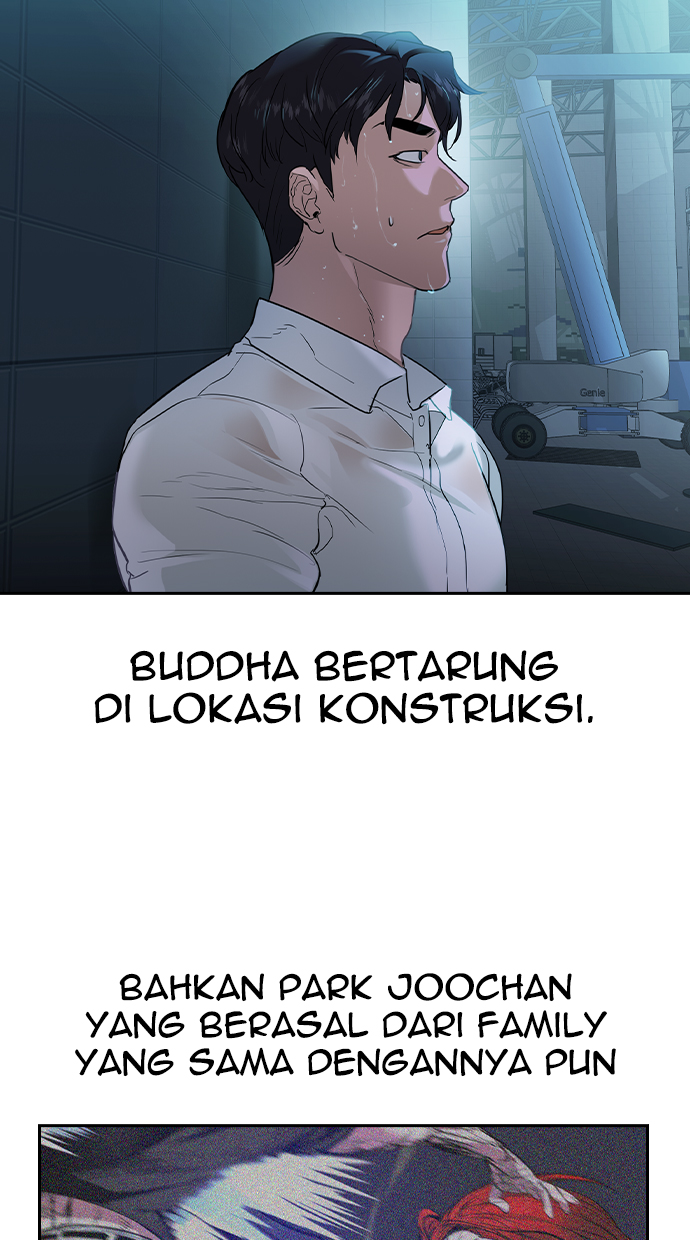 Genie
BUDDHA BERTARUNG
DI LOKASI KONSTRUKSI.
BAHKAN PARK JOOCHAN
YANG BERASAL DARI FAMILY
YANG SAMA DENGANNYA PUN